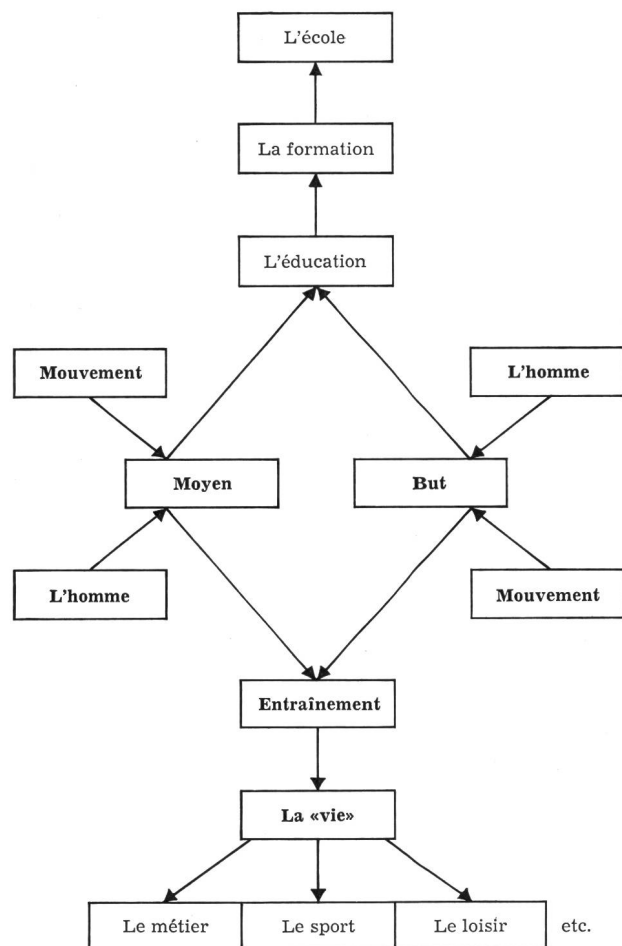 L'école
La formation
L'éducation
Mouvement
L'homme
Moyen
But
L'homme
Mouvement
Entraînement
La «vie»
Le métier
Le sport
Le loisir
etc.